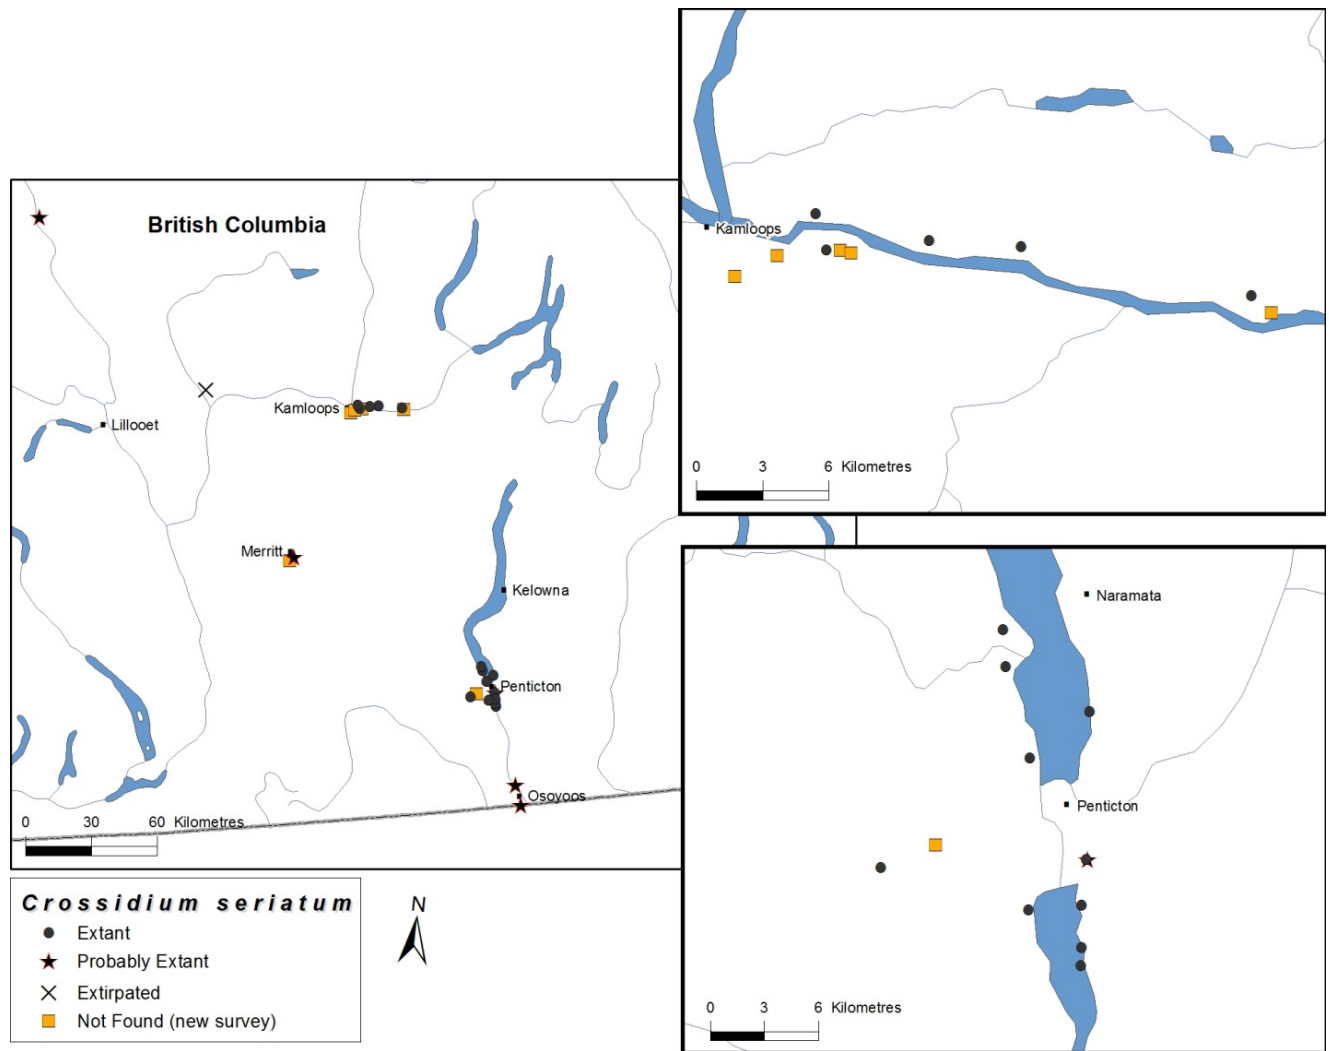 British Columbia
Lillooet
Kamloops
Merritt
Kelowna
Penticton
Osoyoos
0 30 60 Kilometres
Crossidium seriatum
Extant
Probably Extant
Extirpated
Not Found (new survey)
N
Kamloops
0 3 6 Kilometres
Naramata
Penticton
0 3 6 Kilometres